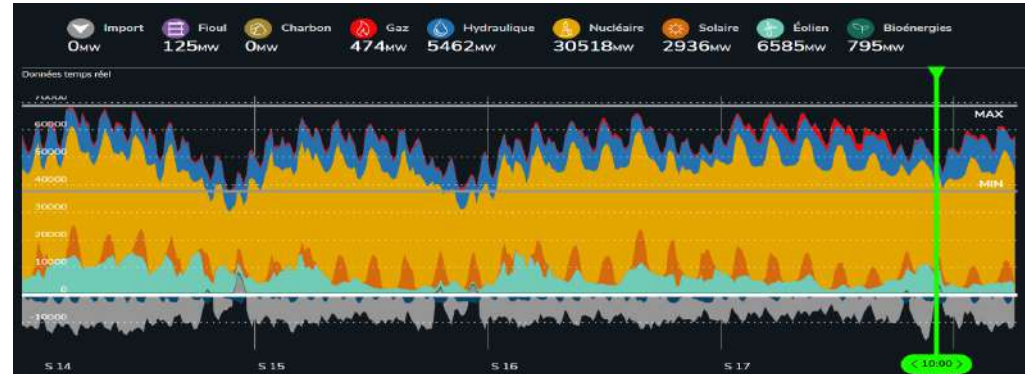 Import Fioul Charbon Gaz Hydraulique Nucléaire Solaire Éolien Bioénergies
0MW 125MW 0MW 474MW 5462MW 30518MW 2936MW 6585MW 795MW
Données temps réel
70000
MAX
60000
50000
40000
MIN
30000
20000
10000
0
-10000
S 14 S 15 S 16 S 17 < 10:00 >